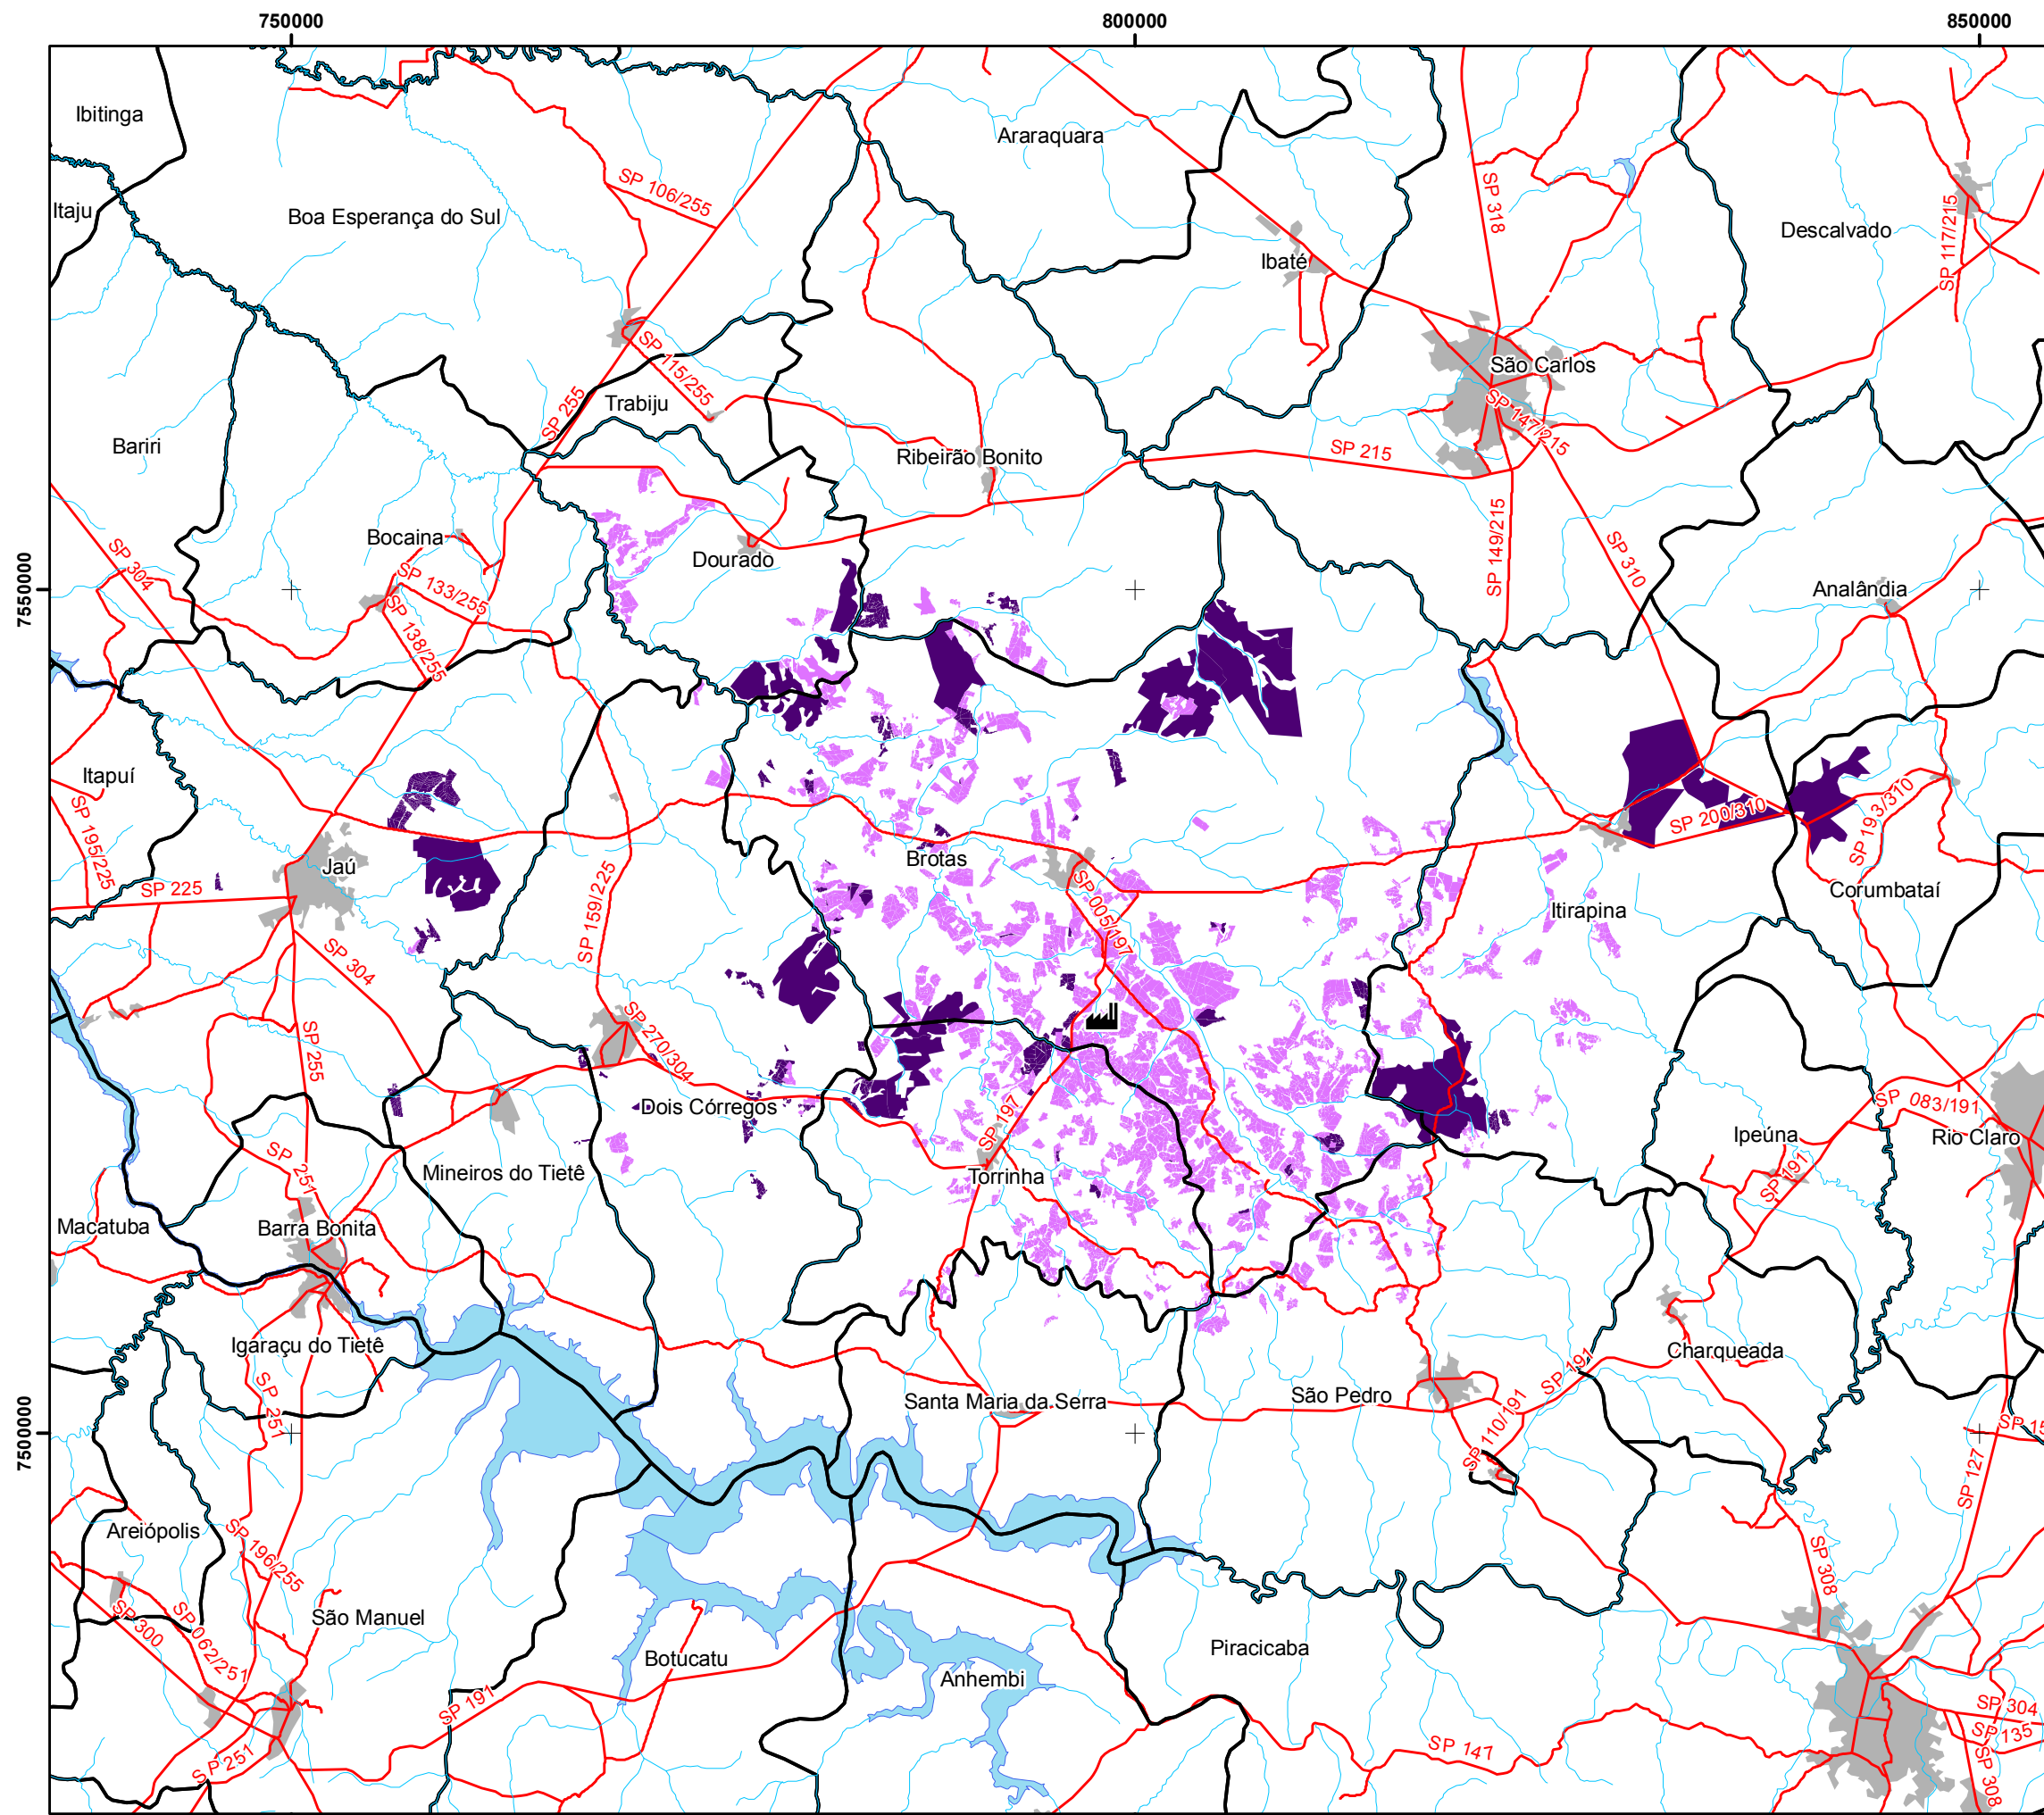 750000
800000
850000
Ibitinga
Araraquara
SP 106/255
Itaju
Boa Esperança do Sul
SP 318
Descalvado
SP 117/215
Ibaté
SP 115/255
São Carlos
SP 255
Trabiju
SP 147/215
Bariri
Ribeirão Bonito
SP 215
Bocaina
SP 304
Dourado
SP 149/215
SP 310
7550000
SP 133/255
SP 138/255
Analândia
Itapuí
SP 195/225
SP 200/310
SP 193/310
Jaú
Brotas
SP 225
SP 159/225
SP 005/197
Itirapina
Corumbataí
SP 304
SP 255
SP 270/304
Dois Córregos
SP 197
SP 083/191
Ipeúna
Rio Claro
SP 251
Mineiros do Tietê
Torrinha
SP 191
Macatuba
Barra Bonita
Igaraçu do Tietê
Charqueada
SP 251
Santa Maria da Serra
São Pedro
SP 191
SP 110/191
7500000
SP 15
SP 127
Areiópolis
SP 196/255
SP 308
SP 300
SP 062/251
São Manuel
Botucatu
Anhembi
Piracicaba
SP 191
SP 304
SP 135
SP 251
SP 147
SP 308